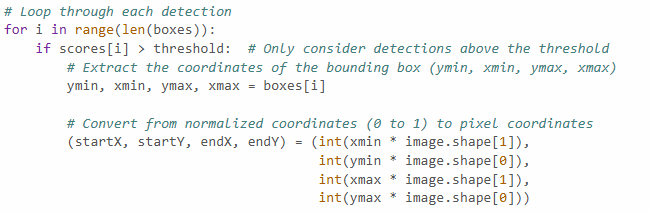 # Loop through each detection
for i in range(len(boxes)):
    if scores[i] > threshold:  # Only consider detections above the threshold
        # Extract the coordinates of the bounding box (ymin, xmin, ymax, xmax)
        ymin, xmin, ymax, xmax = boxes[i]

        # Convert from normalized coordinates (0 to 1) to pixel coordinates
        (startX, startY, endX, endY) = (int(xmin * image.shape[1]),
                                        int(ymin * image.shape[0]),
                                        int(xmax * image.shape[1]),
                                        int(ymax * image.shape[0]))